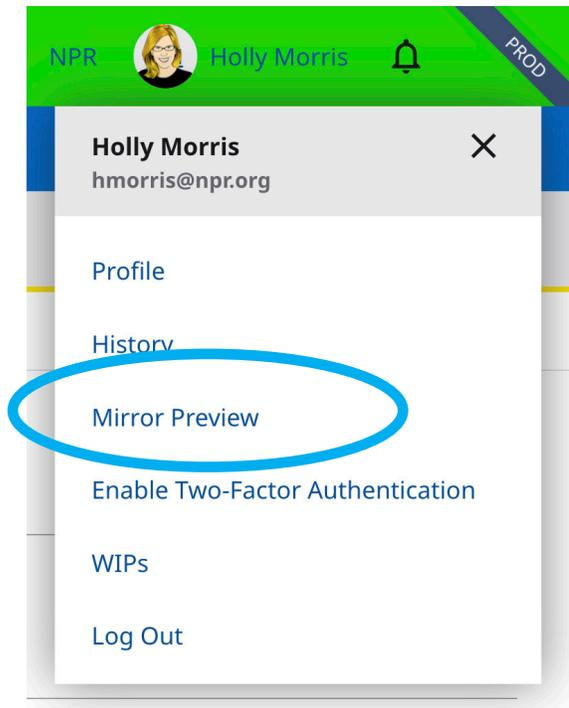 NPR Holly Morris PROD
Holly Morris
hmorris@npr.org
Profile
History
Mirror Preview
Enable Two-Factor Authentication
WIPs
Log Out